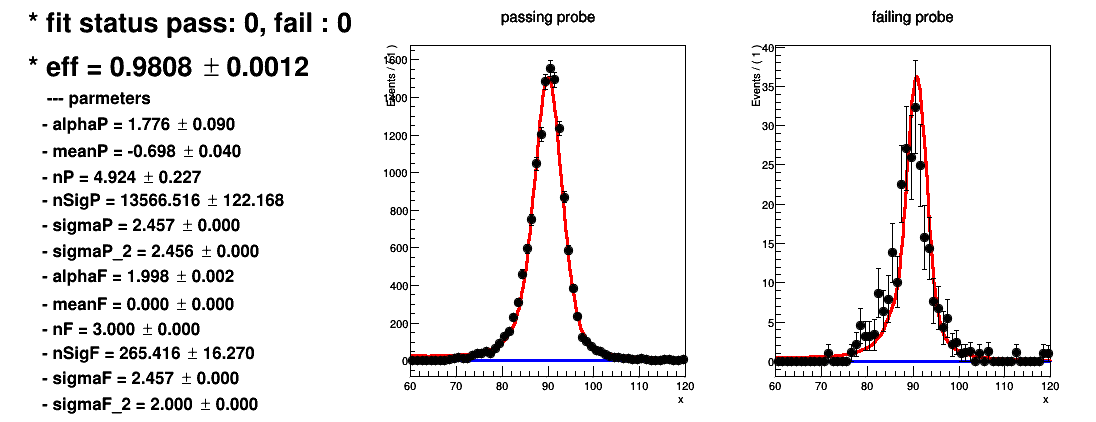 * fit status pass: 0, fail : 0
* eff = 0.9808 ± 0.0012
--- parmeters
- alphaP = 1.776 ± 0.090
- meanP = -0.698 ± 0.040
- nP = 4.924 ± 0.227
- nSigP = 13566.516 ± 122.168
- sigmaP = 2.457 ± 0.000
- sigmaP_2 = 2.456 ± 0.000
- alphaF = 1.998 ± 0.002
- meanF = 0.000 ± 0.000
- nF = 3.000 ± 0.000
- nSigF = 265.416 ± 16.270
- sigmaF = 2.457 ± 0.000
- sigmaF_2 = 2.000 ± 0.000
passing probe
Events / ( 1 )
1600
1400
1200
1000
800
600
400
200
0
60 70 80 90 100 110 120
x
failing probe
Events / ( 1 )
40
35
30
25
20
15
10
5
0
60 70 80 90 100 110 120
x